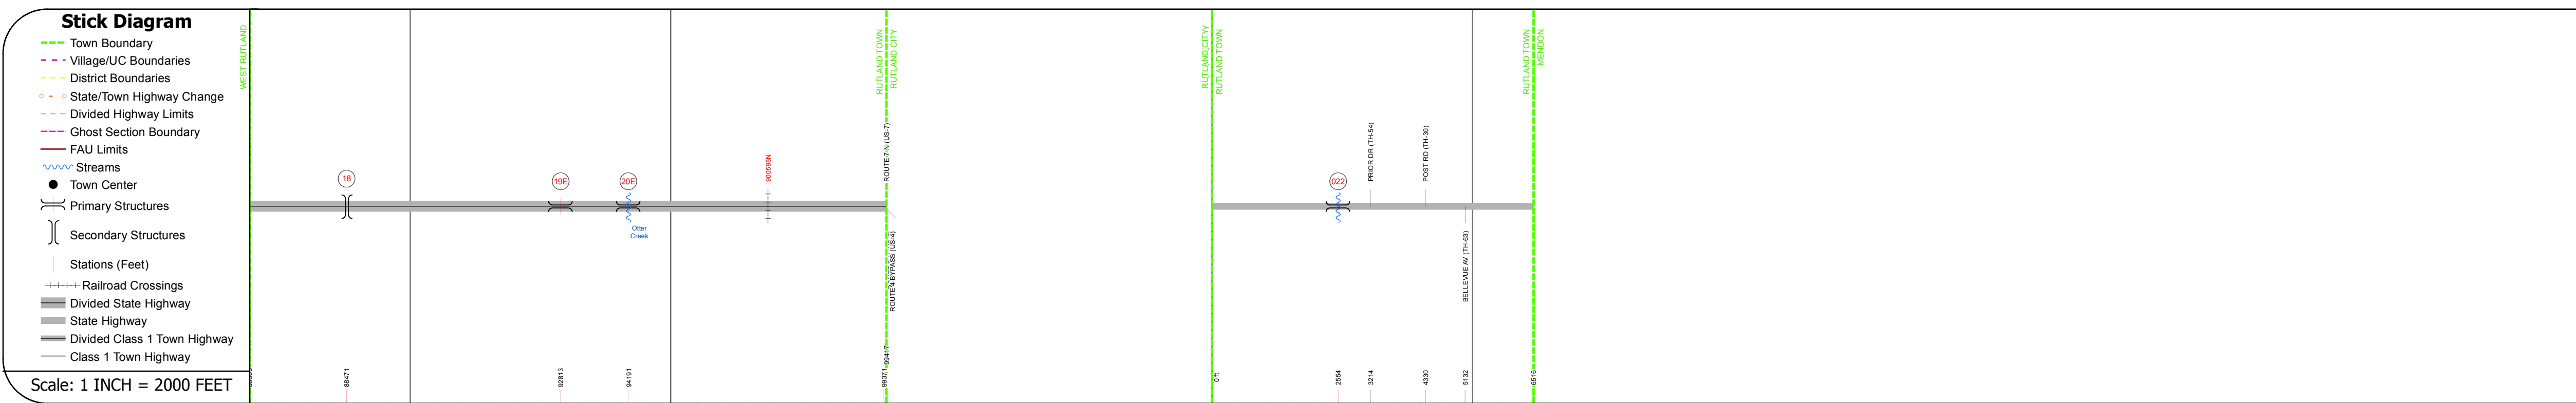 Stick Diagram
Town Boundary
Village/UC Boundaries
District Boundaries
State/Town Highway Change
Divided Highway Limits
Ghost Section Boundary
FAU Limits
Streams
Town Center
Primary Structures
Secondary Structures
Stations (Feet)
Railroad Crossings
Divided State Highway
State Highway
Divided Class 1 Town Highway
Class 1 Town Highway
Scale: 1 INCH = 2000 FEET
WEST RUTLAND
18
19E
20E
Otter
Creek
900598N
RUTLAND TOWN
RUTLAND CITY
ROUTE 7 N (US-7)
ROUTE 4 BYPASS (US-4)
RUTLAND CITY
RUTLAND TOWN
022
PRIOR DR (TH-54)
POST RD (TH-30)
BELLEVUE AV (TH-63)
RUTLAND TOWN
MENDON
88471
92813
94191
99371
99417
0 ft
2554
3214
4330
5132
6516